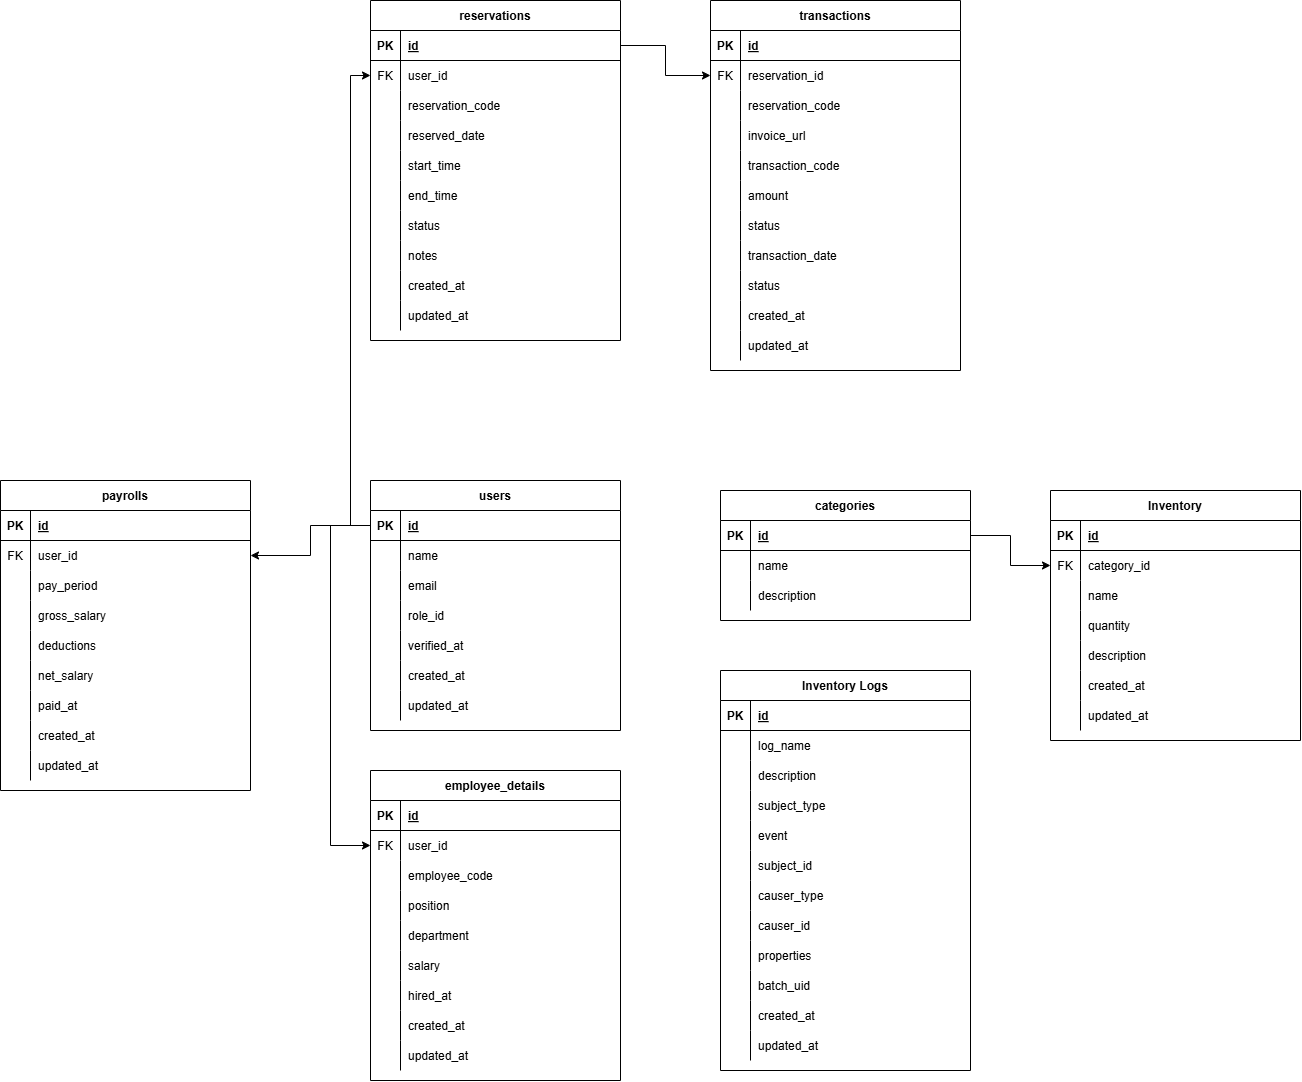 reservations
PK id
FK user_id
reservation_code
reserved_date
start_time
end_time
status
notes
created_at
updated_at
transactions
PK id
FK reservation_id
reservation_code
invoice_url
transaction_code
amount
status
transaction_date
status
created_at
updated_at
payrolls
PK id
FK user_id
pay_period
gross_salary
deductions
net_salary
paid_at
created_at
updated_at
users
PK id
name
email
role_id
verified_at
created_at
updated_at
categories
PK id
name
description
Inventory
PK id
FK category_id
name
quantity
description
created_at
updated_at
Inventory Logs
PK id
log_name
description
subject_type
event
subject_id
causer_type
causer_id
properties
batch_uid
created_at
updated_at
employee_details
PK id
FK user_id
employee_code
position
department
salary
hired_at
created_at
updated_at